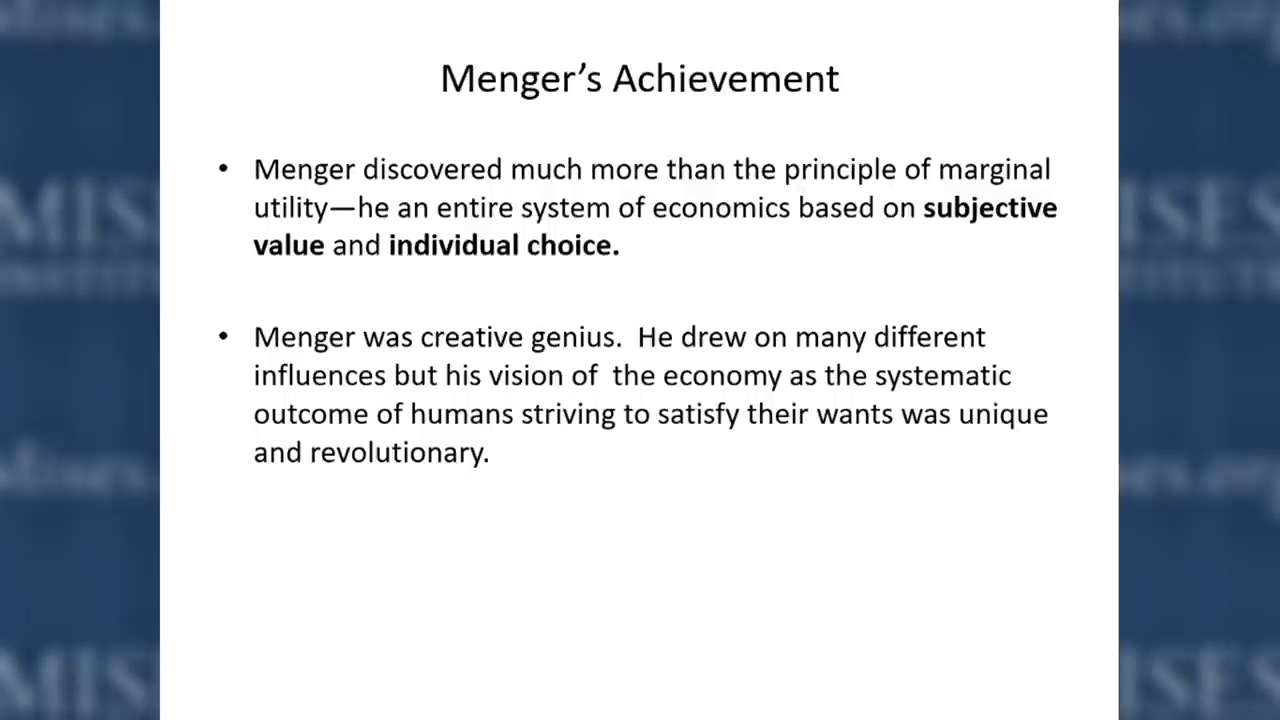 Menger’s Achievement
• Menger discovered much more than the principle of marginal
utility—he an entire system of economics based on subjective
value and individual choice.
• Menger was creative genius.  He drew on many different
influences but his vision of  the economy as the systematic
outcome of humans striving to satisfy their wants was unique
and revolutionary.